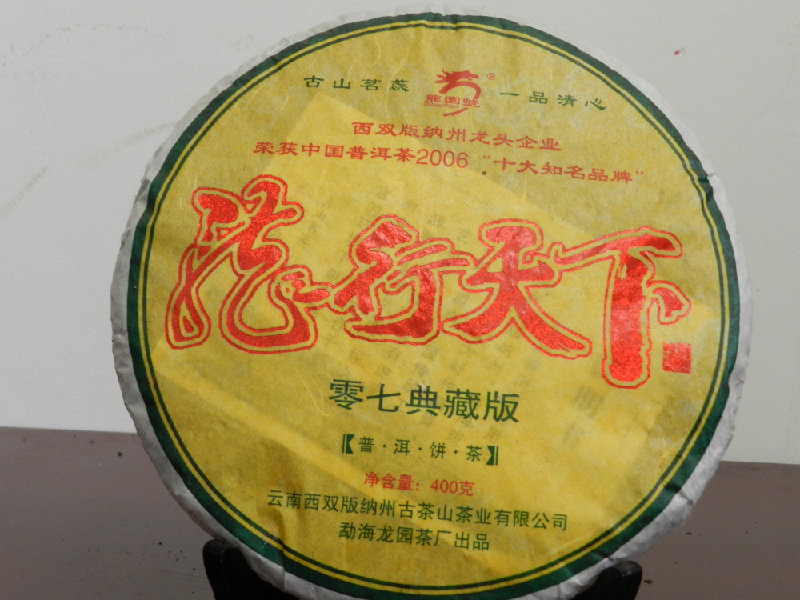 古山茗蕊
龍園號®
一品清心
西双版纳州龙头企业
荣获中国普洱茶2006“十大知名品牌”
龙行天下
零七典藏版
【普·洱·饼·茶】
净含量：400克
云南西双版纳州古茶山茶业有限公司
勐海龙园茶厂出品